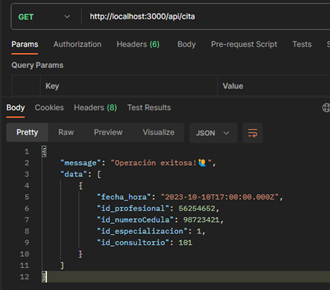 GET
http://localhost:3000/api/cita
Params Authorization Headers (6) Body Pre-request Script Tests
Query Params
Key Value
Body Cookies Headers (8) Test Results
Pretty Raw Preview Visualize JSON
1 {
2 "message": "Operación exitosa!🙋",
3 "data": [
4 {
5 "fecha_hora": "2023-10-10T17:00:00.000Z",
6 "id_profesional": 56254652,
7 "id_numeroCedula": 98723421,
8 "id_especializacion": 1,
9 "id_consultorio": 101
10 }
11 ]
12 }